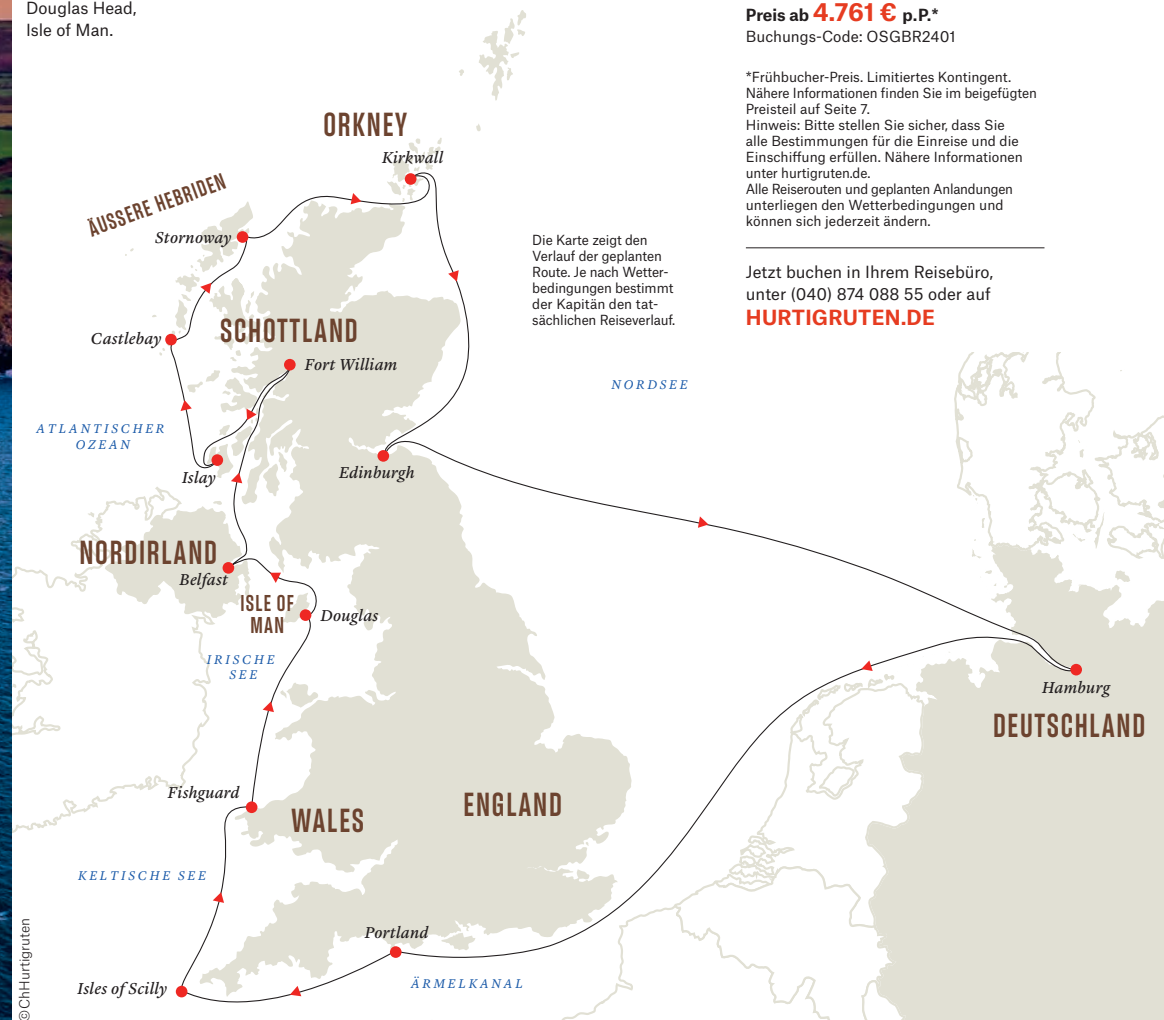 Douglas Head,
Isle of Man.
Preis ab 4.761 € p.P.*
Buchungs-Code: OSGBR2401
*Frühbucher-Preis. Limitiertes Kontingent.
Nähere Informationen finden Sie im beigefügten
Preisteil auf Seite 7.
Hinweis: Bitte stellen Sie sicher, dass Sie
alle Bestimmungen für die Einreise und die
Einschiffung erfüllen. Nähere Informationen
unter hurtigruten.de.
Alle Reiserouten und geplanten Anlandungen
unterliegen den Wetterbedingungen und
können sich jederzeit ändern.
Jetzt buchen in Ihrem Reisebüro,
unter (040) 874 088 55 oder auf
HURTIGRUTEN.DE
Die Karte zeigt den
Verlauf der geplanten
Route. Je nach Wetter-
bedingungen bestimmt
der Kapitän den tat-
sächlichen Reiseverlauf.
ORKNEY
Kirkwall
ÄUSSERE HEBRIDEN
Stornoway
SCHOTTLAND
Castlebay
Fort William
NORDSEE
ATLANTISCHER
OZEAN
Islay
Edinburgh
NORDIRLAND
Belfast
ISLE OF
MAN
Douglas
IRISCHE
SEE
Hamburg
DEUTSCHLAND
Fishguard
WALES
ENGLAND
KELTISCHE SEE
Portland
Isles of Scilly
ÄRMELKANAL
©ChHurtigruten